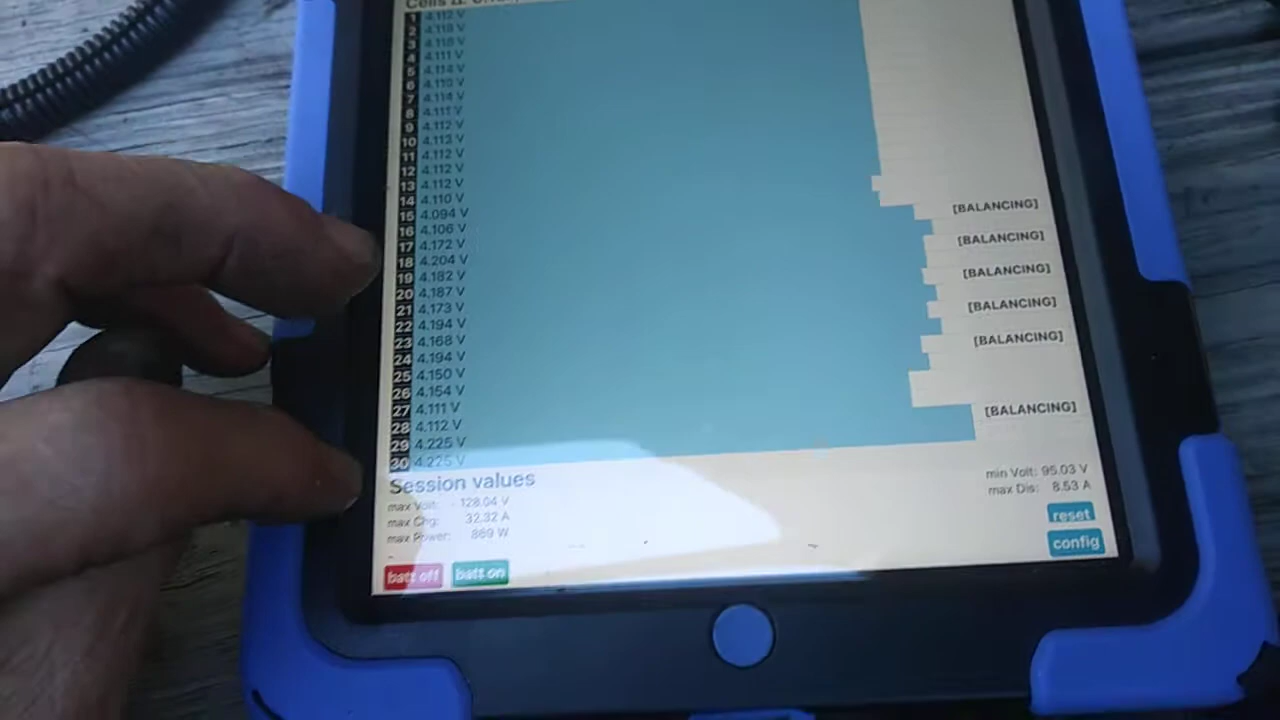 1 4.112 V
2 4.113 V
3 4.113 V
4 4.111 V
5 4.114 V
6 4.110 V
7 4.114 V
8 4.111 V
9 4.112 V
10 4.113 V
11 4.112 V
12 4.112 V
13 4.112 V
14 4.110 V
15 4.094 V [BALANCING]
16 4.106 V
17 4.172 V [BALANCING]
18 4.204 V
19 4.182 V [BALANCING]
20 4.187 V
21 4.173 V [BALANCING]
22 4.194 V
23 4.168 V [BALANCING]
24 4.194 V
25 4.150 V
26 4.154 V
27 4.111 V
28 4.112 V [BALANCING]
29 4.225 V
30 4.225 V
Session values
max Volt: 128.04 V min Volt: 95.03 V
max Chg: 32.32 A max Dis: 8.53 A
max Power: 869 W
reset
config
batt off batt on